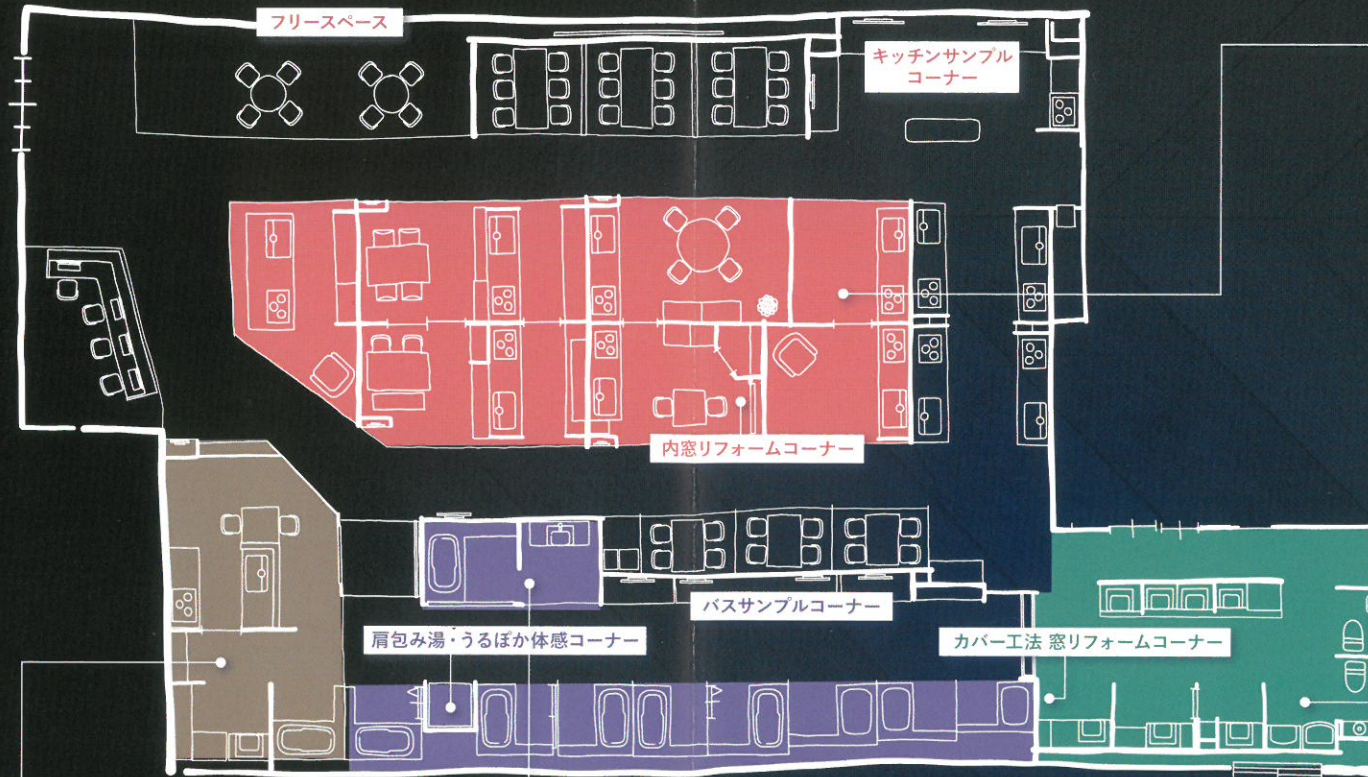 フリースペース
キッチンサンプル
コーナー
内窓リフォームコーナー
バスサンプルコーナー
肩包み湯・うるぽか体感コーナー
カバー工法 窓リフォームコーナー